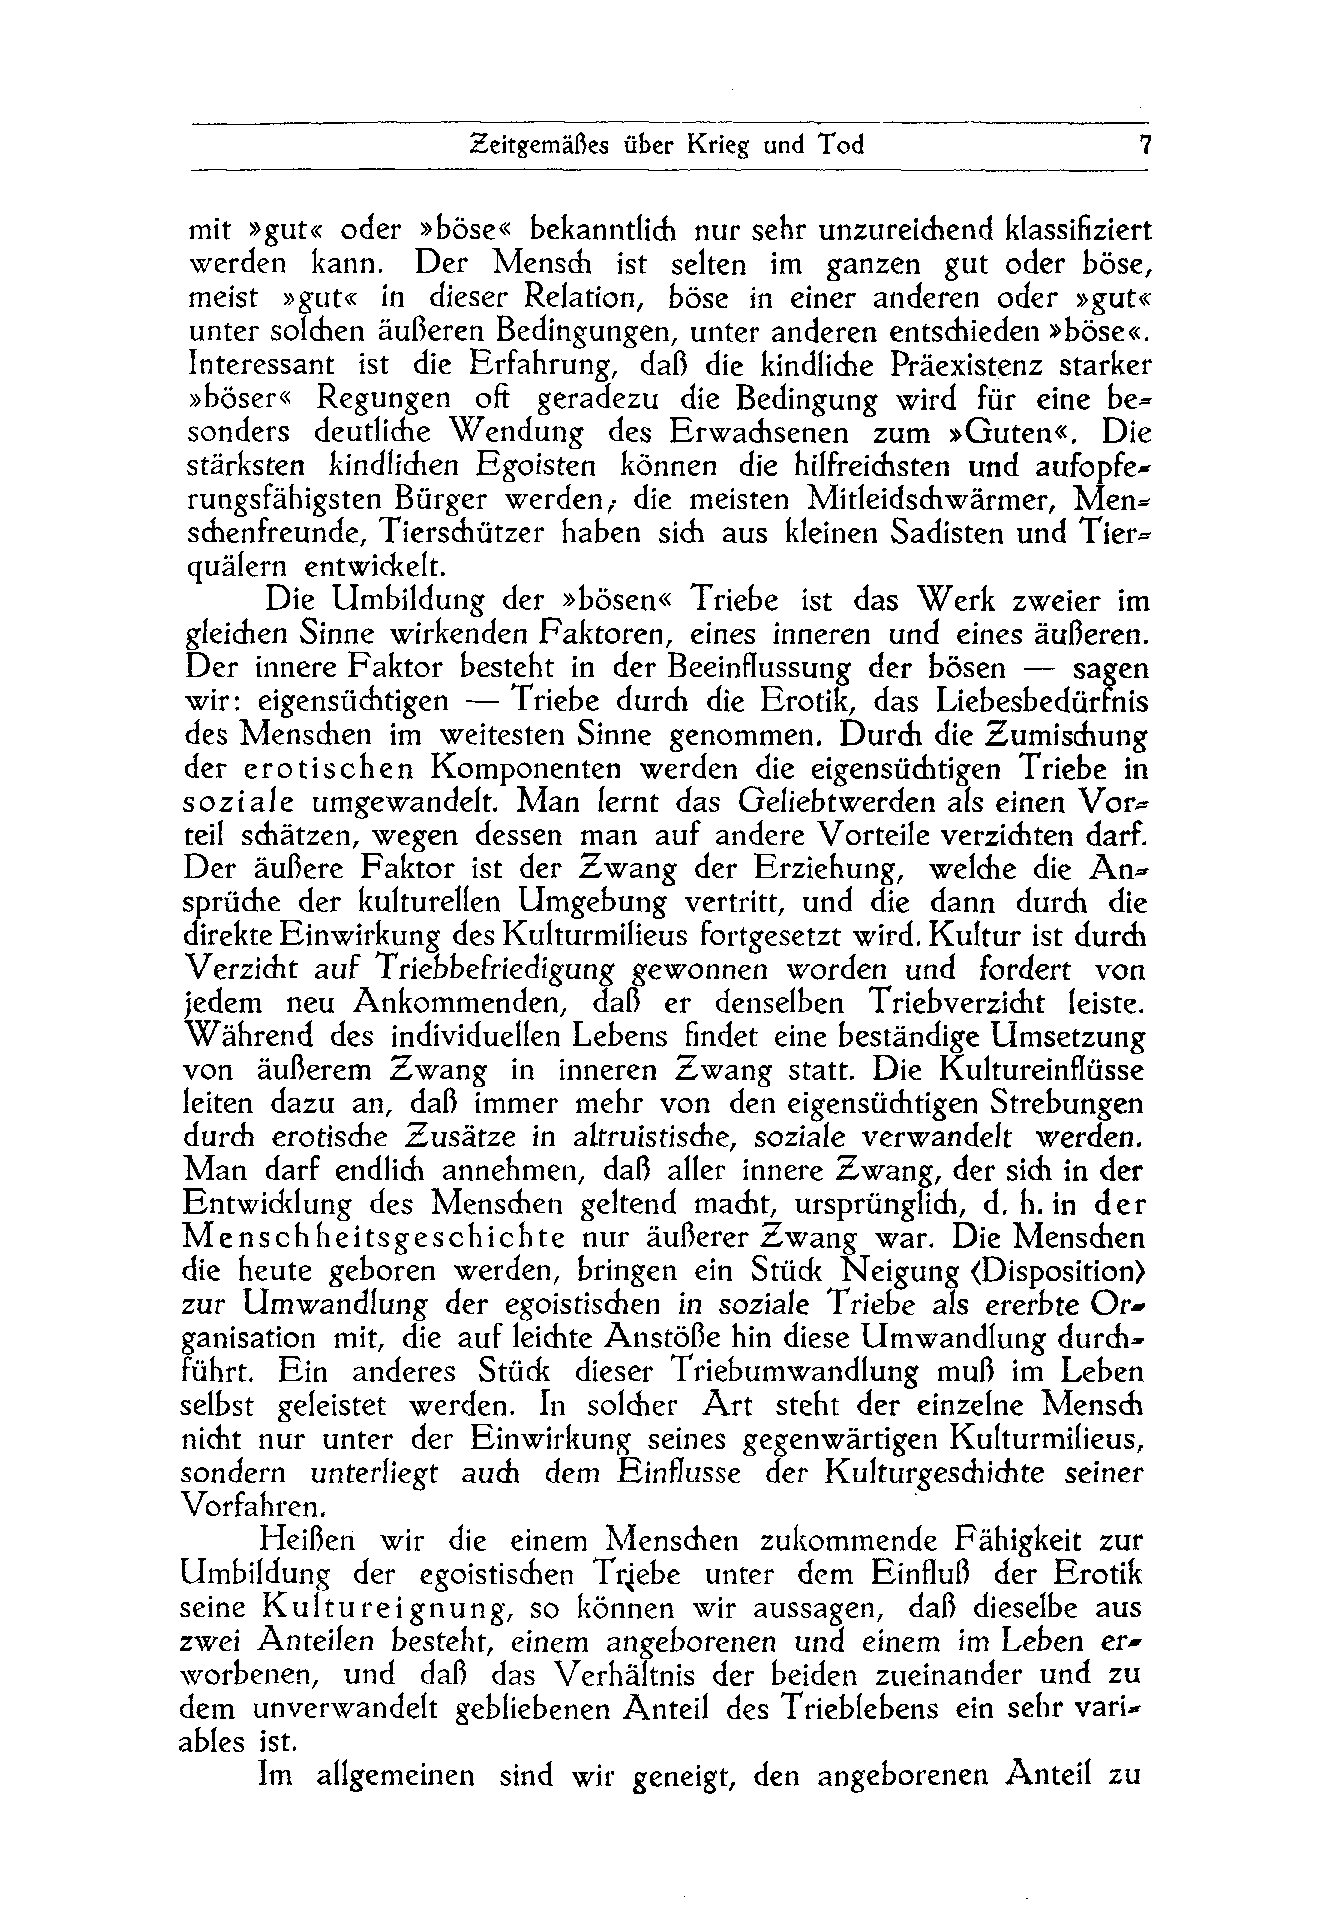 Zeitgemäßes über Krieg und Tod 7
mit »gut« oder »böse« bekanntlich nur sehr unzureichend klassifiziert
werden kann. Der Mensch ist selten im ganzen gut oder böse,
meist »gut« in dieser Relation, böse in einer anderen oder »gut«
unter solchen äußeren Bedingungen, unter anderen entschieden »böse«.
Interessant ist die Erfahrung, daß die kindliche Präexistenz starker
»böser« Regungen oft geradezu die Bedingung wird für eine be-
sonders deutliche Wendung des Erwachsenen zum »Guten«. Die
stärksten kindlichen Egoisten können die hilfreichsten und aufopfe-
rungsfähigsten Bürger werden; die meisten Mitleidschwärmer, Men-
schenfreunde, Tierschützer haben sich aus kleinen Sadisten und Tier-
quälern entwickelt.
Die Umbildung der »bösen« Triebe ist das Werk zweier im
gleichen Sinne wirkenden Faktoren, eines inneren und eines äußeren.
Der innere Faktor besteht in der Beeinflussung der bösen — sagen
wir: eigensüchtigen — Triebe durch die Erotik, das Liebesbedürfnis
des Menschen im weitesten Sinne genommen. Durch die Zumischung
der erotischen Komponenten werden die eigensüchtigen Triebe in
soziale umgewandelt. Man lernt das Geliebtwerden als einen Vor-
teil schätzen, wegen dessen man auf andere Vorteile verzichten darf.
Der äußere Faktor ist der Zwang der Erziehung, welche die An-
sprüche der kulturellen Umgebung vertritt, und die dann durch die
direkte Einwirkung des Kulturmilieus fortgesetzt wird. Kultur ist durch
Verzicht auf Triebbefriedigung gewonnen worden und fordert von
jedem neu Ankommenden, daß er denselben Triebverzicht leiste.
Während des individuellen Lebens findet eine beständige Umsetzung
von äußerem Zwang in inneren Zwang statt. Die Kultureinflüsse
leiten dazu an, daß immer mehr von den eigensüchtigen Strebungen
durch erotische Zusätze in altruistische, soziale verwandelt werden.
Man darf endlich annehmen, daß aller innere Zwang, der sich in der
Entwicklung des Menschen geltend macht, ursprünglich, d. h. in der
Menschheitsgeschichte nur äußerer Zwang war. Die Menschen
die heute geboren werden, bringen ein Stück Neigung (Disposition)
zur Umwandlung der egoistischen in soziale Triebe als ererbte Or-
ganisation mit, die auf leichte Anstöße hin diese Umwandlung durch-
führt. Ein anderes Stück dieser Triebumwandlung muß im Leben
selbst geleistet werden. In solcher Art steht der einzelne Mensch
nicht nur unter der Einwirkung seines gegenwärtigen Kulturmilieus,
sondern unterliegt auch dem Einflusse der Kulturgeschichte seiner
Vorfahren.
Heißen wir die einem Menschen zukommende Fähigkeit zur
Umbildung der egoistischen Triebe unter dem Einfluß der Erotik
seine Kultureignung, so können wir aussagen, daß dieselbe aus
zwei Anteilen besteht, einem angeborenen und einem im Leben er-
worbenen, und daß das Verhältnis der beiden zueinander und zu
dem unverwandelt gebliebenen Anteil des Trieblebens ein sehr vari-
ables ist.
Im allgemeinen sind wir geneigt, den angeborenen Anteil zu